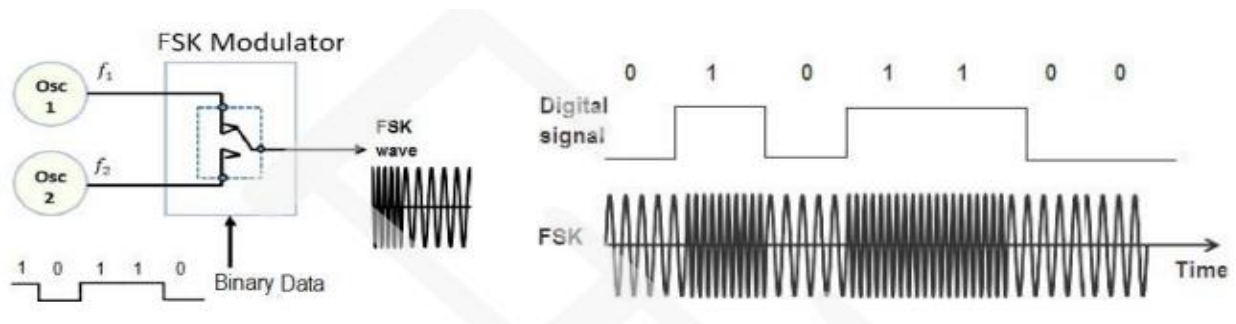 FSK Modulator
Osc
1
f₁
Osc
2
f₂
FSK
wave
1 0 1 1 0
Binary Data
0 1 0 1 1 0 0
Digital
signal
FSK
Time